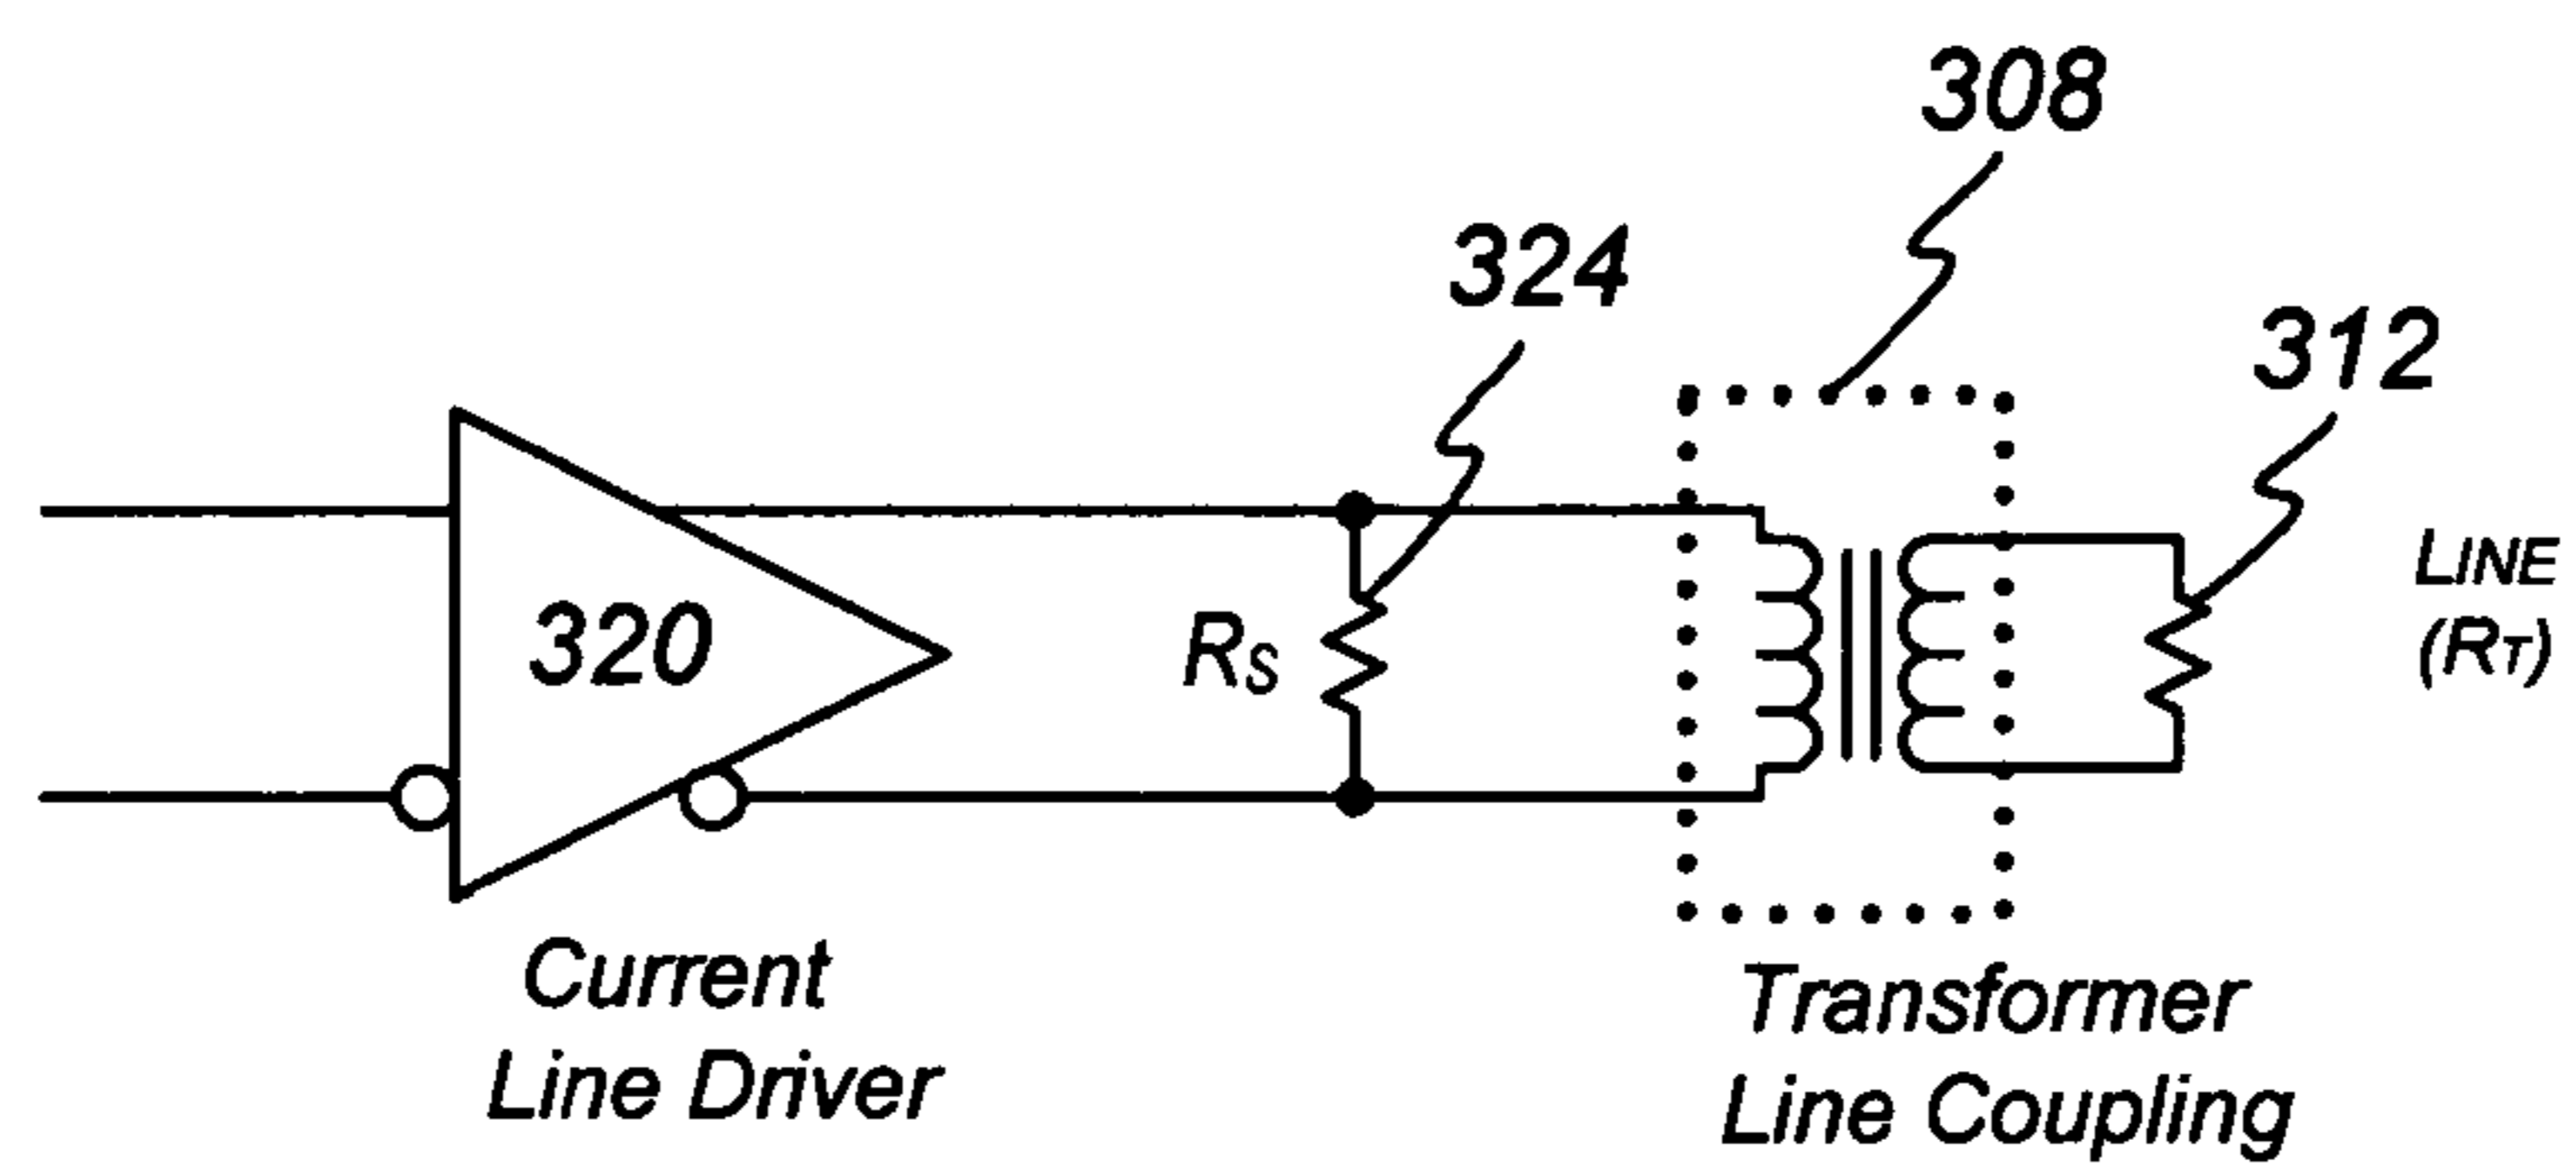 308
324
312
LINE
(RT)
320
RS
Current
Line Driver
Transformer
Line Coupling